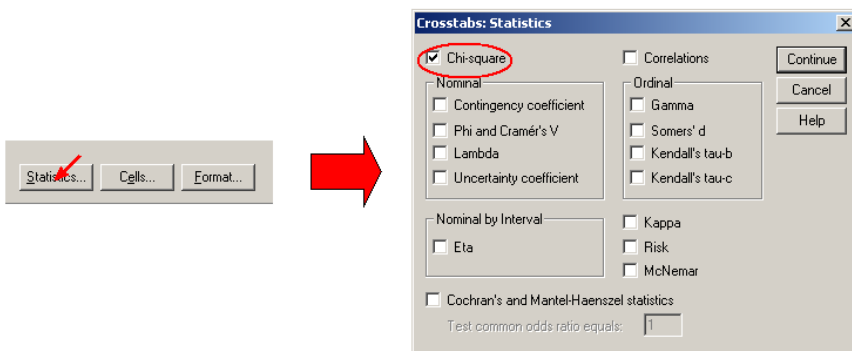 Statistics...
Cells...
Format...
Crosstabs: Statistics
Chi-square
Correlations
Continue
Cancel
Help
Nominal
Contingency coefficient
Phi and Cramér's V
Lambda
Uncertainty coefficient
Ordinal
Gamma
Somers' d
Kendall's tau-b
Kendall's tau-c
Nominal by Interval
Eta
Kappa
Risk
McNemar
Cochran's and Mantel-Haenszel statistics
Test common odds ratio equals: 1